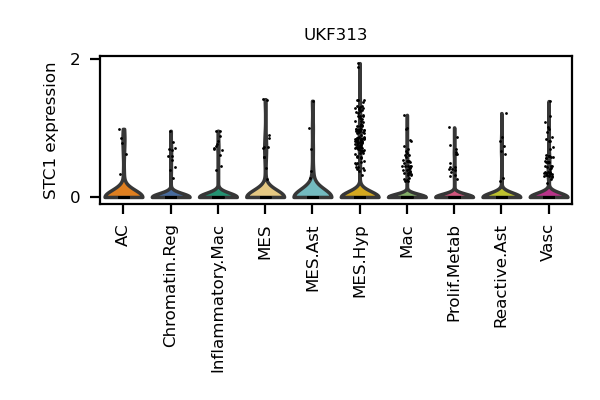 UKF313
STC1 expression
2
0
AC
Chromatin.Reg
Inflammatory.Mac
MES
MES.Ast
MES.Hyp
Mac
Prolif.Metab
Reactive.Ast
Vasc